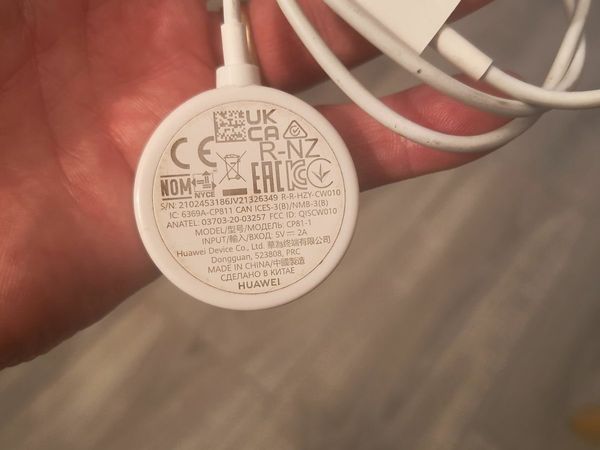 UK
CA
CE
R-NZ
NOM
NYCE
EAC
S/N: 2102453186JV21326349 R-R-HZY-CW010
IC: 6369A-CP811 CAN ICES-3(B)/NMB-3(B)
ANATEL: 03703-20-03257 FCC ID: QISCW010
MODEL/型号/МОДЕЛЬ: CP81-1
INPUT/輸入/ВХОД: 5V⎓2A
Huawei Device Co., Ltd. 華為終端有限公司
Dongguan, 523808, PRC
MADE IN CHINA/中國製造
СДЕЛАНО В КИТАЕ
HUAWEI